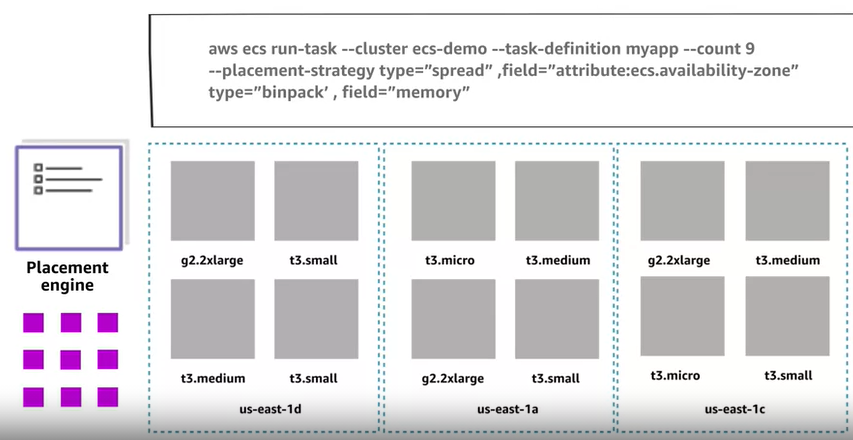 aws ecs run-task --cluster ecs-demo --task-definition myapp --count 9
--placement-strategy type=”spread” ,field=”attribute:ecs.availability-zone”
type=”binpack’ , field=”memory”
Placement
engine
g2.2xlarge
t3.small
t3.medium
t3.small
us-east-1d
t3.micro
t3.medium
g2.2xlarge
t3.small
us-east-1a
g2.2xlarge
t3.medium
t3.micro
t3.small
us-east-1c